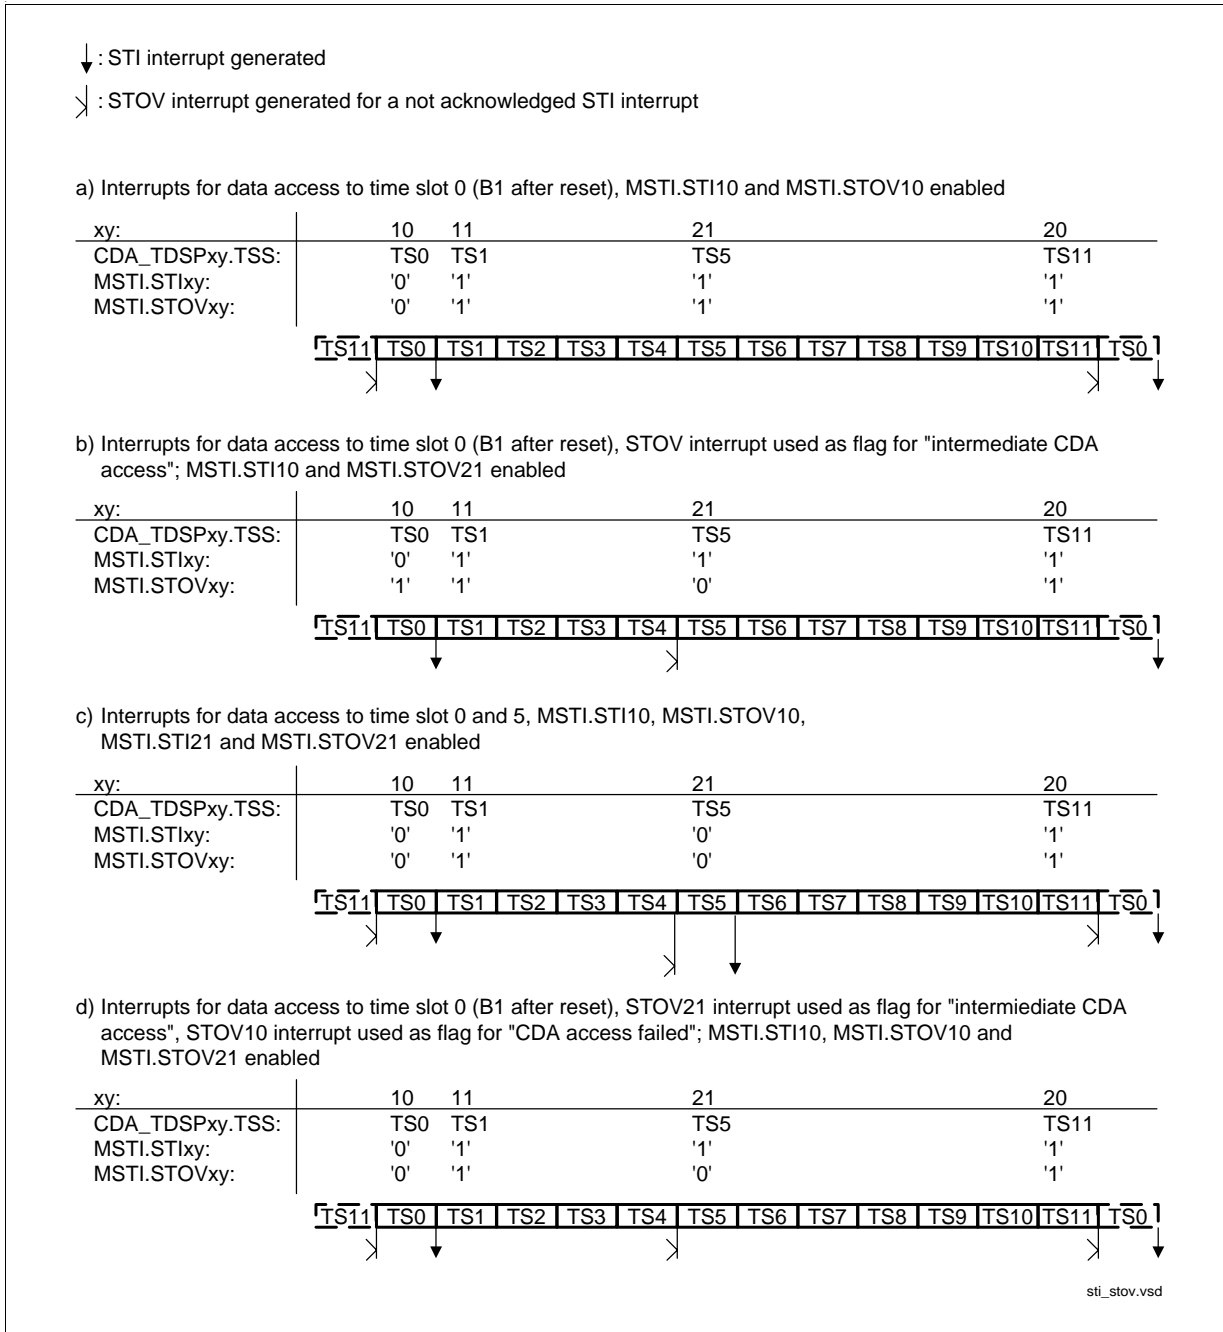 : STI interrupt generated
: STOV interrupt generated for a not acknowledged STI interrupt
a) Interrupts for data access to time slot 0 (B1 after reset), MSTI.STI10 and MSTI.STOV10 enabled
xy: 10 11 21 20
CDA_TDSPxy.TSS: TS0 TS1 TS5 TS11
MSTI.STIxy: '0' '1' '1' '1'
MSTI.STOVxy: '0' '1' '1' '1'
TS11 TS0 TS1 TS2 TS3 TS4 TS5 TS6 TS7 TS8 TS9 TS10 TS11 TS0
b) Interrupts for data access to time slot 0 (B1 after reset), STOV interrupt used as flag for "intermediate CDA
access"; MSTI.STI10 and MSTI.STOV21 enabled
xy: 10 11 21 20
CDA_TDSPxy.TSS: TS0 TS1 TS5 TS11
MSTI.STIxy: '0' '1' '1' '1'
MSTI.STOVxy: '1' '1' '0' '1'
TS11 TS0 TS1 TS2 TS3 TS4 TS5 TS6 TS7 TS8 TS9 TS10 TS11 TS0
c) Interrupts for data access to time slot 0 and 5, MSTI.STI10, MSTI.STOV10,
MSTI.STI21 and MSTI.STOV21 enabled
xy: 10 11 21 20
CDA_TDSPxy.TSS: TS0 TS1 TS5 TS11
MSTI.STIxy: '0' '1' '0' '1'
MSTI.STOVxy: '0' '1' '0' '1'
TS11 TS0 TS1 TS2 TS3 TS4 TS5 TS6 TS7 TS8 TS9 TS10 TS11 TS0
d) Interrupts for data access to time slot 0 (B1 after reset), STOV21 interrupt used as flag for "intermiediate CDA
access", STOV10 interrupt used as flag for "CDA access failed"; MSTI.STI10, MSTI.STOV10 and
MSTI.STOV21 enabled
xy: 10 11 21 20
CDA_TDSPxy.TSS: TS0 TS1 TS5 TS11
MSTI.STIxy: '0' '1' '1' '1'
MSTI.STOVxy: '0' '1' '0' '1'
TS11 TS0 TS1 TS2 TS3 TS4 TS5 TS6 TS7 TS8 TS9 TS10 TS11 TS0
sti_stov.vsd